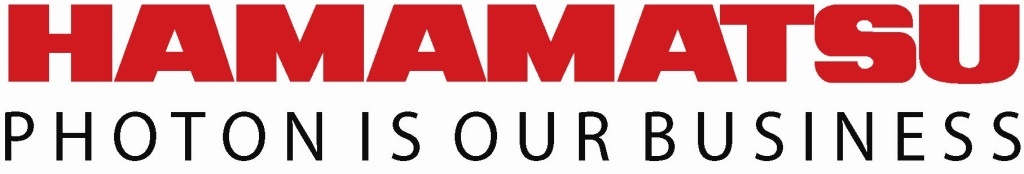 HAMAMATSU
PHOTON IS OUR BUSINESS